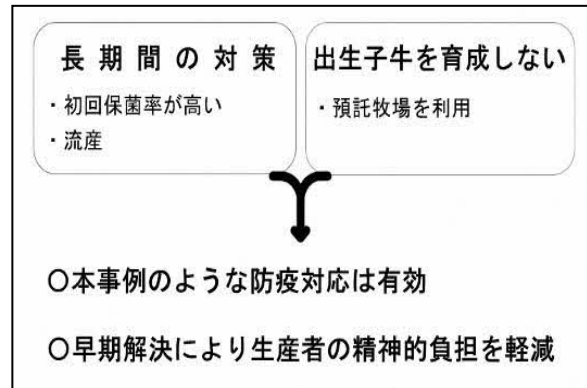 長期間の対策
・初回保菌率が高い
・流産
出生子牛を育成しない
・預託牧場を利用
〇本事例のような防疫対応は有効
〇早期解決により生産者の精神的負担を軽減